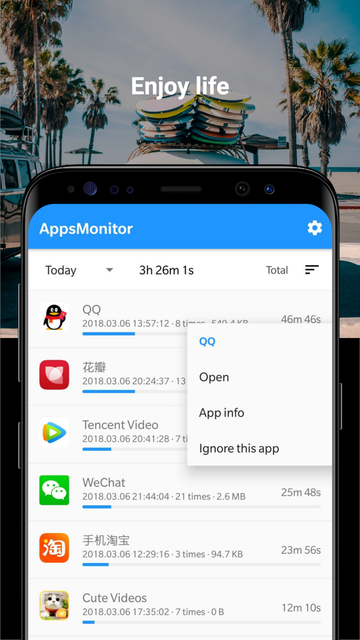 Enjoy life
AppsMonitor
Today
3h 26m 1s
Total
QQ
2018.03.06 13:57:12 · 8 times · 549.4 KB
46m 46s
QQ
花瓣
2018.03.06 20:24:37 · 13
Open
Tencent Video
2018.03.06 20:41:28 · 7 ti
App info
Ignore this app
WeChat
2018.03.06 21:44:04 · 21 times · 2.6 MB
25m 48s
手机淘宝
2018.03.06 12:29:16 · 3 times · 94.7 KB
23m 56s
Cute Videos
2018.03.06 17:35:02 · 7 times · 0 B
12m 10s